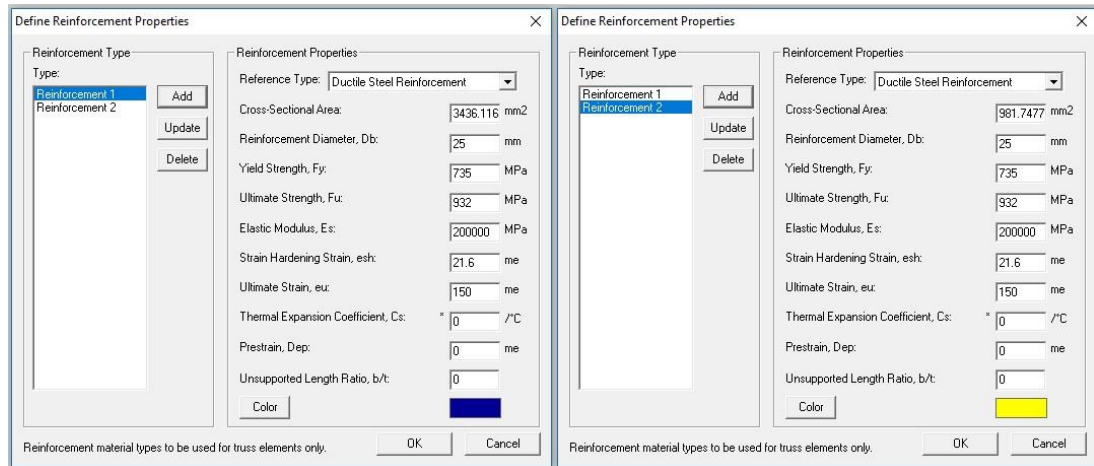 Define Reinforcement Properties
Reinforcement Type
Type:
Reinforcement 1
Reinforcement 2
Add
Update
Delete
Reinforcement Properties
Reference Type: Ductile Steel Reinforcement
Cross-Sectional Area: 3436.116 mm2
Reinforcement Diameter, Db: 25 mm
Yield Strength, Fy: 735 MPa
Ultimate Strength, Fu: 932 MPa
Elastic Modulus, Es: 200000 MPa
Strain Hardening Strain, esh: 21.6 me
Ultimate Strain, eu: 150 me
Thermal Expansion Coefficient, Cs: * 0 /°C
Prestrain, Dep: 0 me
Unsupported Length Ratio, b/t: 0
Color
Reinforcement material types to be used for truss elements only.
OK
Cancel
Define Reinforcement Properties
Reinforcement Type
Type:
Reinforcement 1
Reinforcement 2
Add
Update
Delete
Reinforcement Properties
Reference Type: Ductile Steel Reinforcement
Cross-Sectional Area: 981.7477 mm2
Reinforcement Diameter, Db: 25 mm
Yield Strength, Fy: 735 MPa
Ultimate Strength, Fu: 932 MPa
Elastic Modulus, Es: 200000 MPa
Strain Hardening Strain, esh: 21.6 me
Ultimate Strain, eu: 150 me
Thermal Expansion Coefficient, Cs: * 0 /°C
Prestrain, Dep: 0 me
Unsupported Length Ratio, b/t: 0
Color
Reinforcement material types to be used for truss elements only.
OK
Cancel